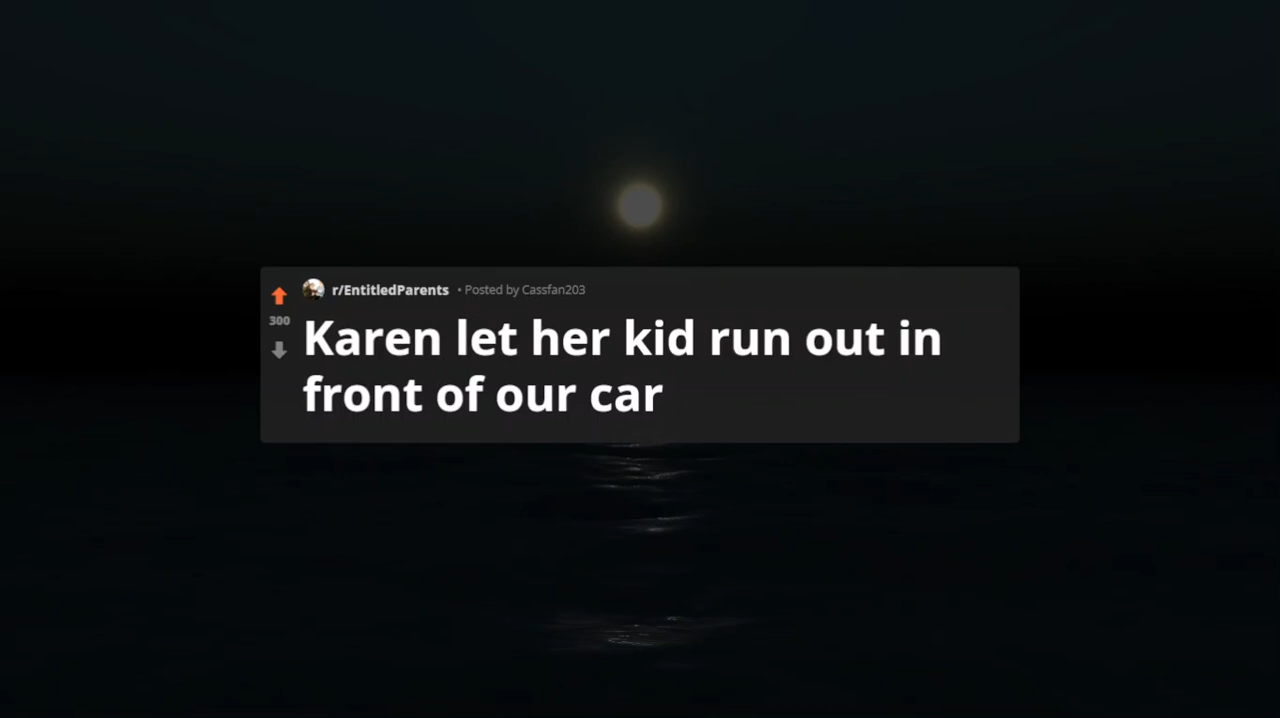 r/EntitledParents • Posted by Cassfan203
300
Karen let her kid run out in
front of our car